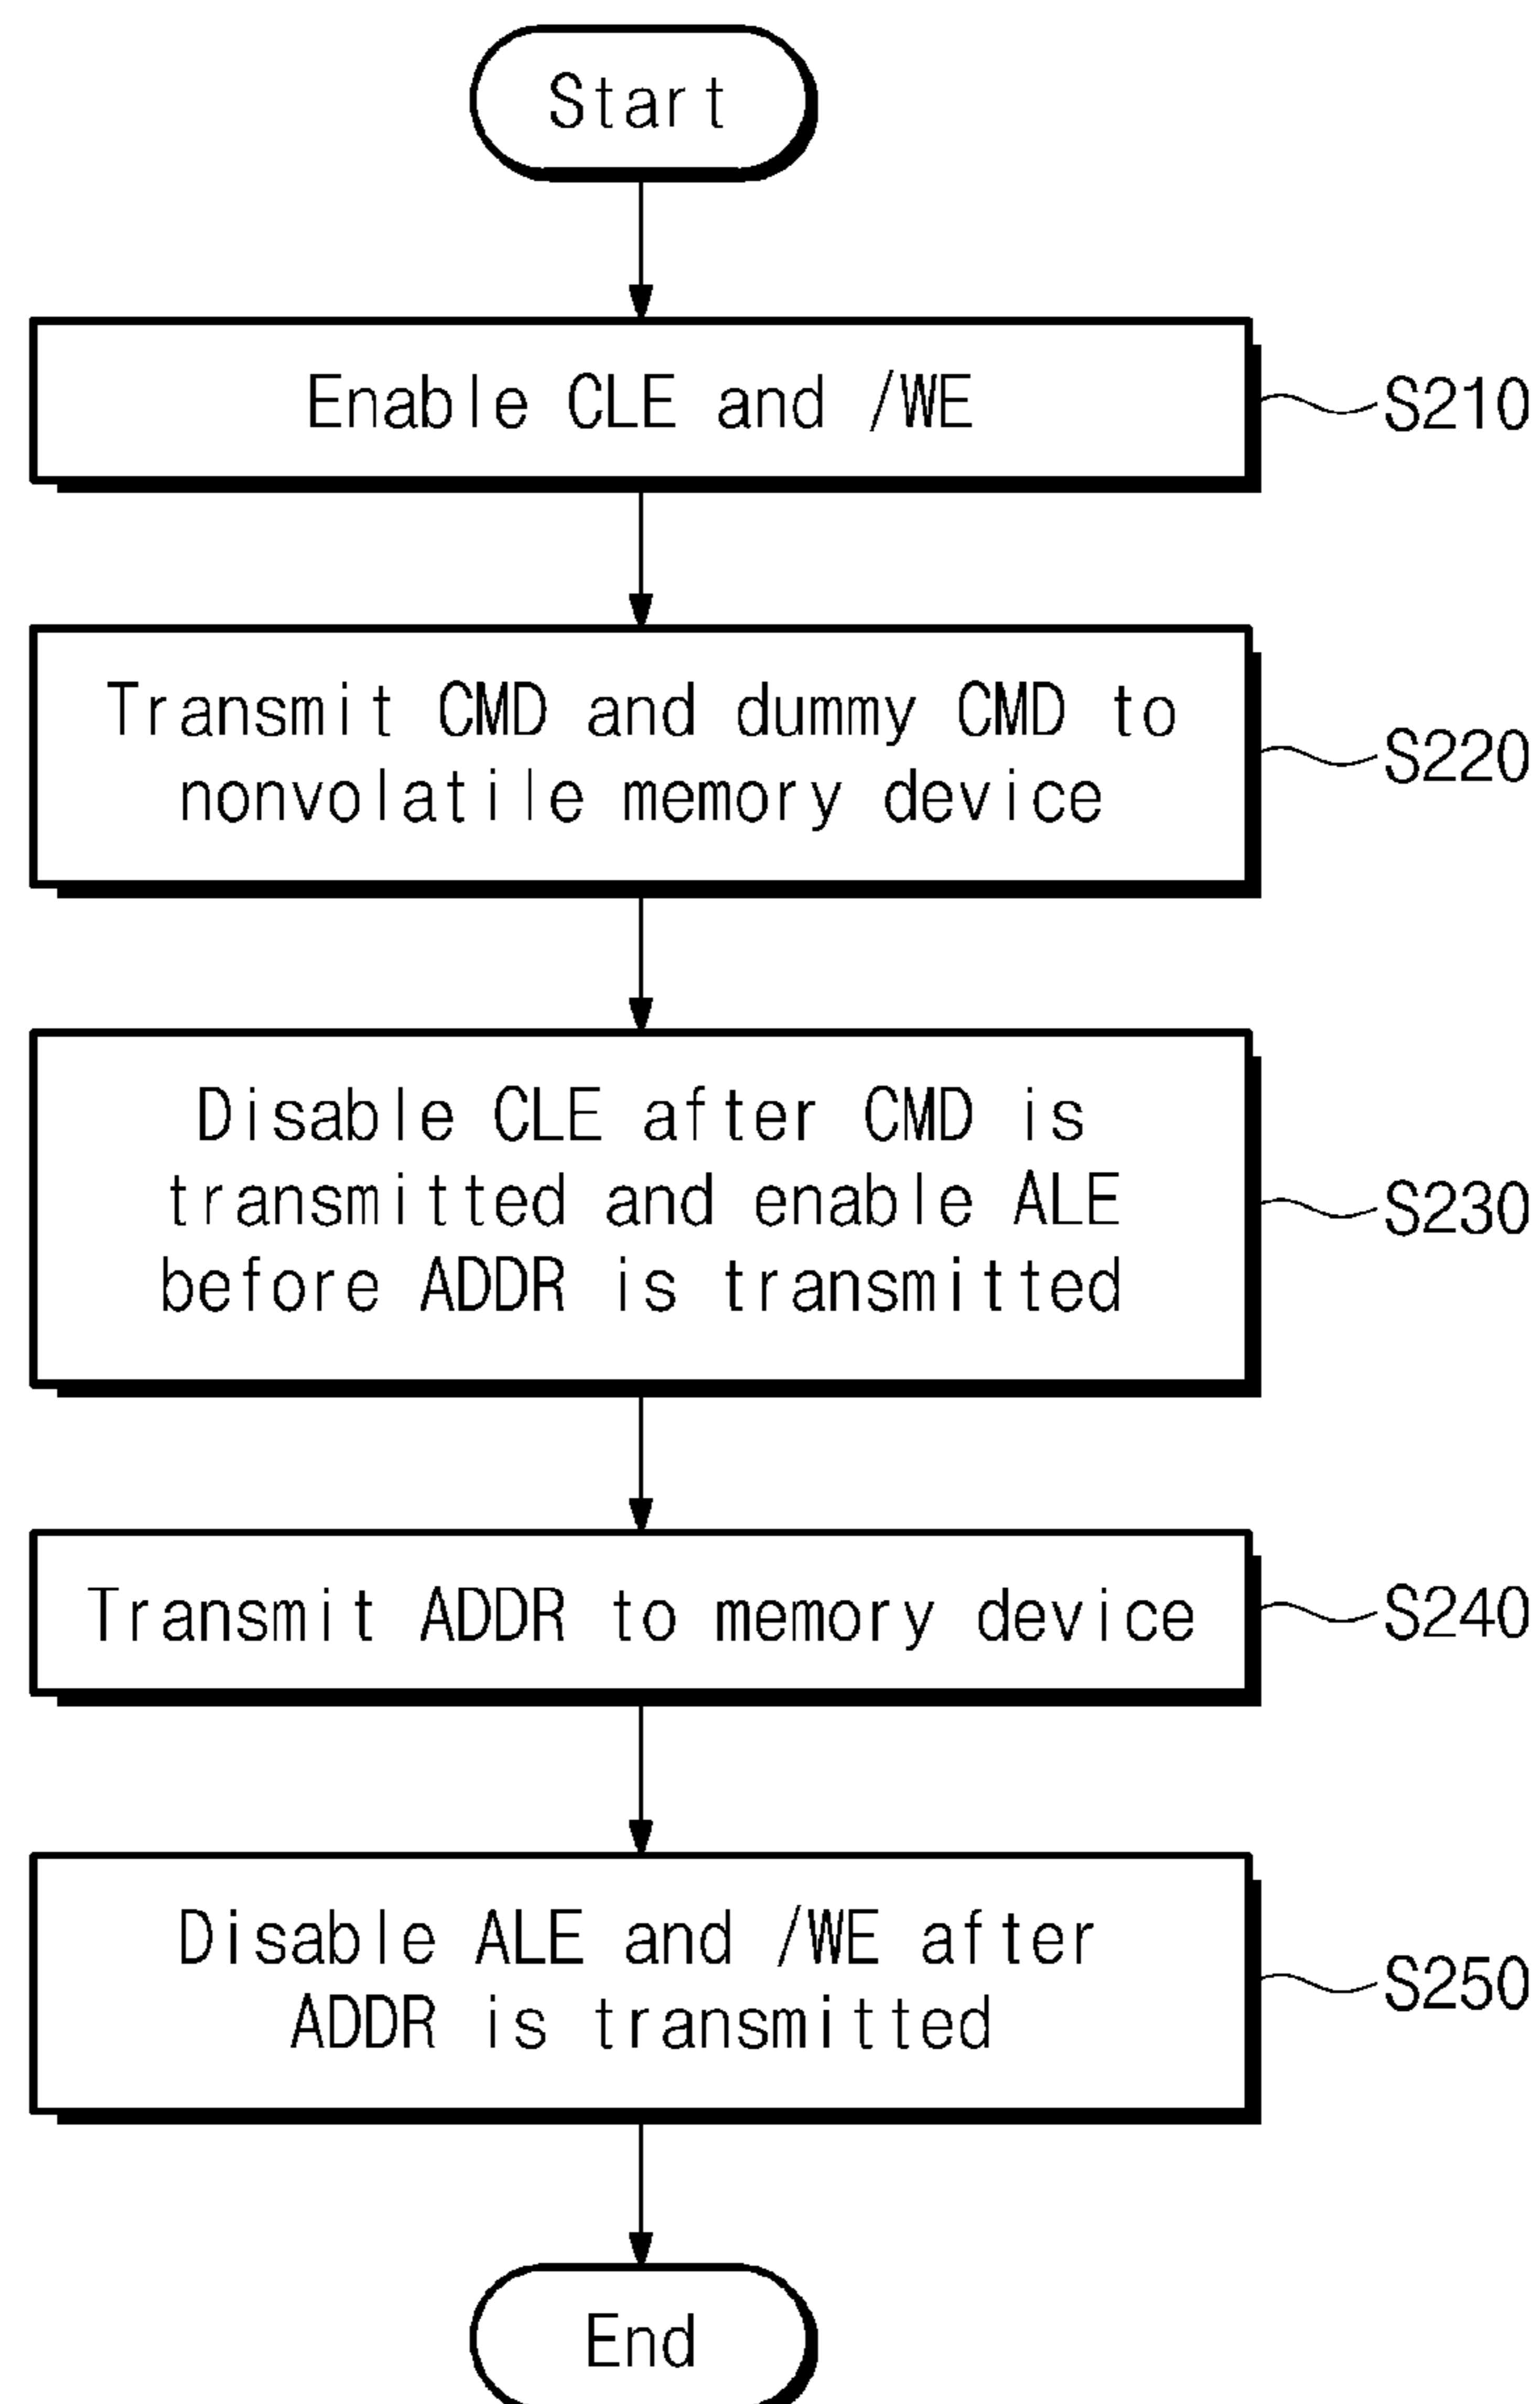 Start
Enable CLE and /WE
S210
Transmit CMD and dummy CMD to
nonvolatile memory device
S220
Disable CLE after CMD is
transmitted and enable ALE
before ADDR is transmitted
S230
Transmit ADDR to memory device
S240
Disable ALE and /WE after
ADDR is transmitted
S250
End